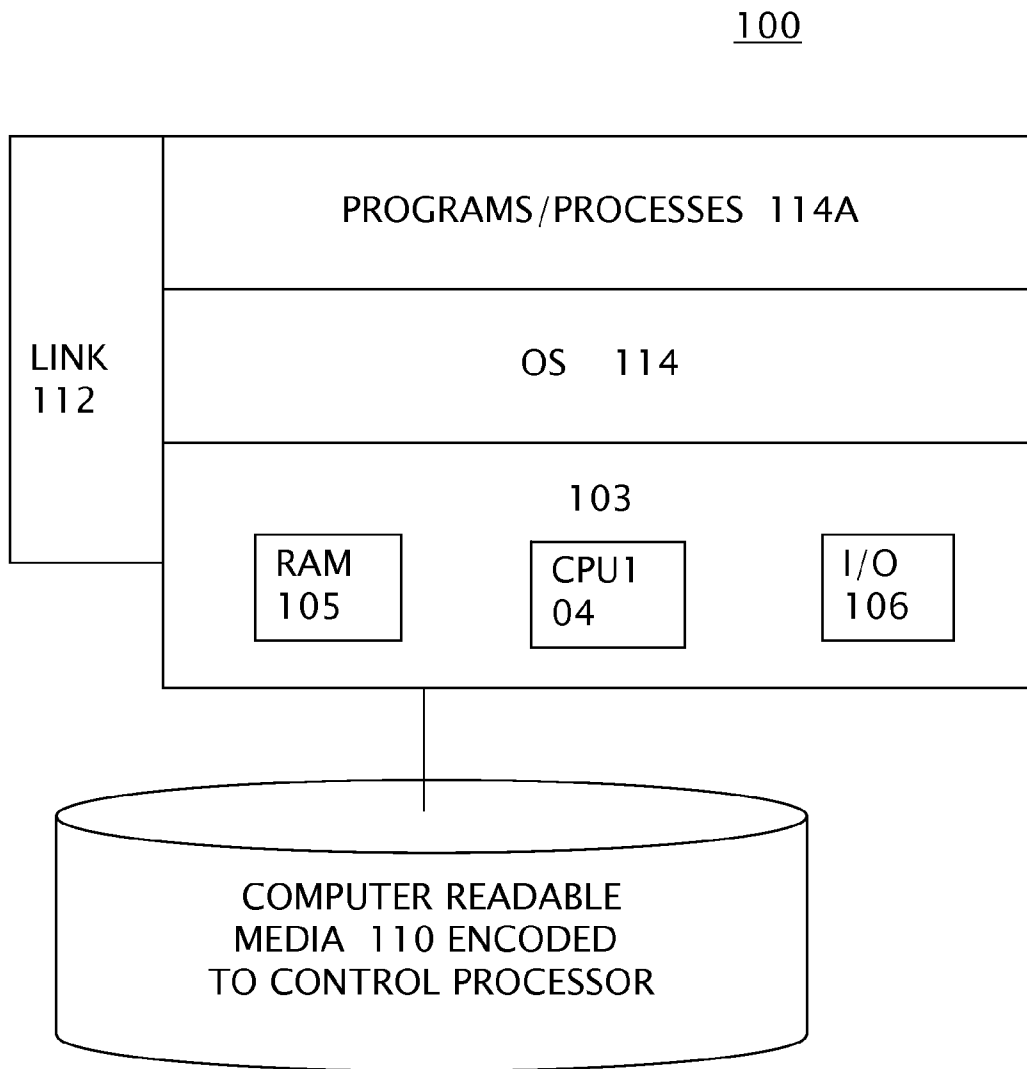 100
PROGRAMS/PROCESSES 114A
LINK
112
OS 114
103
RAM
105
CPU1
04
I/O
106
COMPUTER READABLE
MEDIA 110 ENCODED
TO CONTROL PROCESSOR